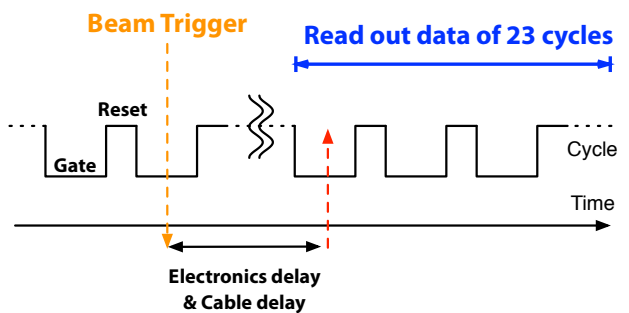 Beam Trigger
Read out data of 23 cycles
Reset
Gate
Cycle
Time
Electronics delay
& Cable delay